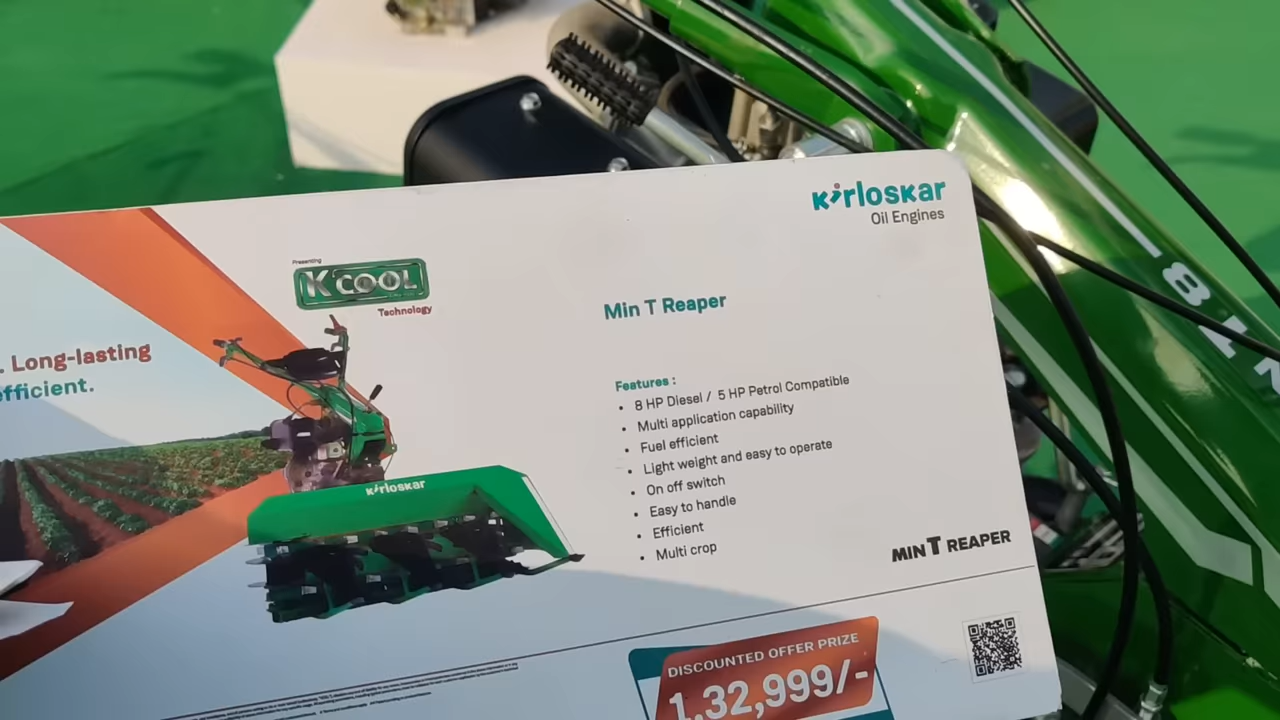 Kirloskar
Oil Engines
Presenting
K'COOL
Technology
. Long-lasting
efficient.
Min T Reaper
Features :
• 8 HP Diesel / 5 HP Petrol Compatible
• Multi application capability
• Fuel efficient
• Light weight and easy to operate
• On off switch
• Easy to handle
• Efficient
• Multi crop
Kirloskar
MIN T REAPER
DISCOUNTED OFFER PRIZE
1,32,999/-